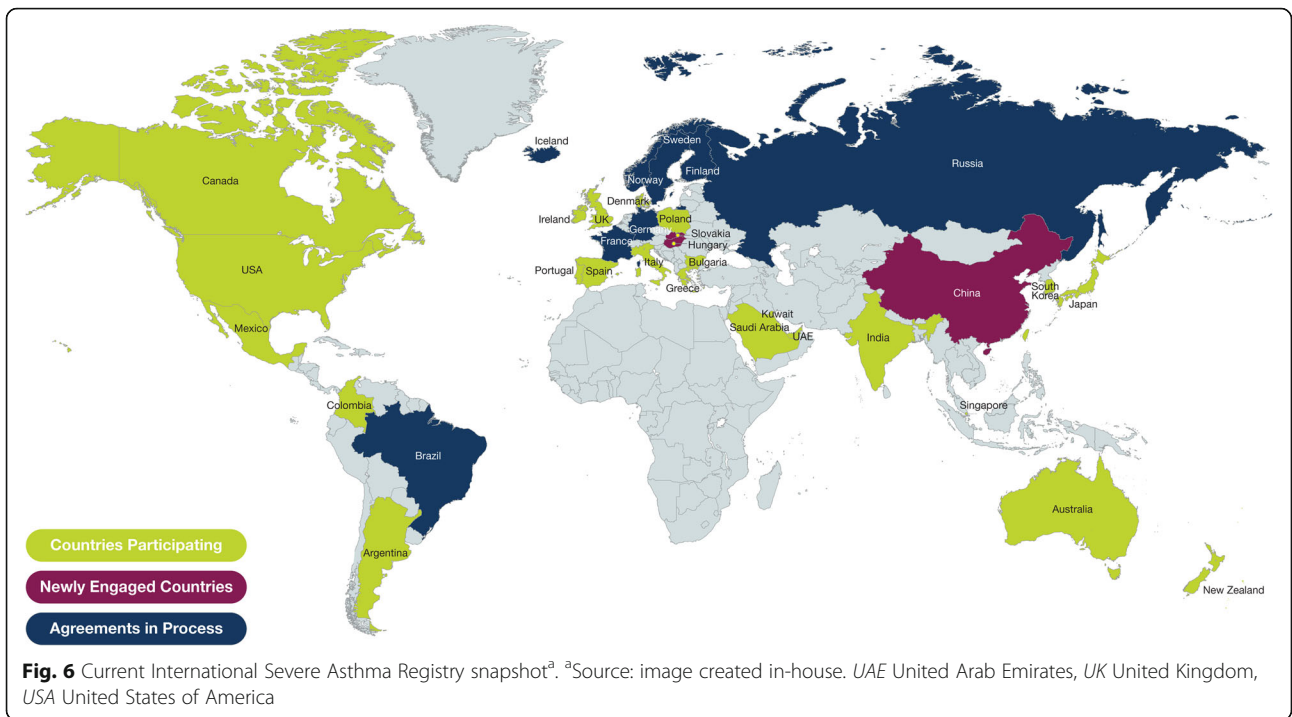 Iceland
Sweden
Russia
Finland
Norway
Canada
Denmark
Ireland
UK
Poland
Germany
Slovakia
France
Hungary
USA
Italy
Bulgaria
Portugal
Spain
Greece
China
South
Korea
Japan
Kuwait
Saudi Arabia
UAE
India
Mexico
Colombia
Singapore
Brazil
Australia
Argentina
New Zealand
Countries Participating
Newly Engaged Countries
Agreements in Process
Fig. 6 Current International Severe Asthma Registry snapshotᵃ. ᵃSource: image created in-house. UAE United Arab Emirates, UK United Kingdom,
USA United States of America